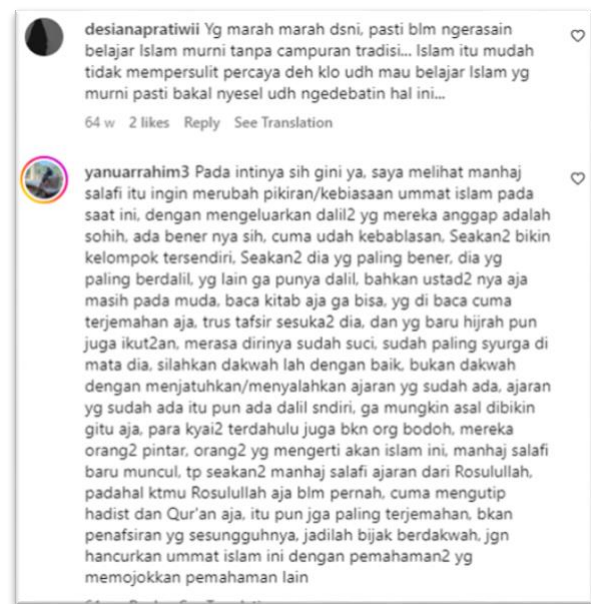 desianapratiwii Yg marah marah dsni, pasti blm ngerasain
belajar Islam murni tanpa campuran tradisi... Islam itu mudah
tidak mempersulit percaya deh klo udh mau belajar Islam yg
murni pasti bakal nyesel udh ngedebatin hal ini...
64 w 2 likes Reply See Translation
yanuarrahim3 Pada intinya sih gini ya, saya melihat manhaj
salafi itu ingin merubah pikiran/kebiasaan ummat islam pada
saat ini, dengan mengeluarkan dalil2 yg mereka anggap adalah
sohih, ada bener nya sih, cuma udah kebablasan, Seakan2 bikin
kelompok tersendiri, Seakan2 dia yg paling bener, dia yg
paling berdalil, yg lain ga punya dalil, bahkan ustad2 nya aja
masih pada muda, baca kitab aja ga bisa, yg di baca cuma
terjemahan aja, trus tafsir sesuka2 dia, dan yg baru hijrah pun
juga ikut2an, merasa dirinya sudah suci, sudah paling syurga di
mata dia, silahkan dakwah lah dengan baik, bukan dakwah
dengan menjatuhkan/menyalahkan ajaran yg sudah ada, ajaran
yg sudah ada itu pun ada dalil sndiri, ga mungkin asal dibikin
gitu aja, para kyai2 terdahulu juga bkn org bodoh, mereka
orang2 pintar, orang2 yg mengerti akan islam ini, manhaj salafi
baru muncul, tp seakan2 manhaj salafi ajaran dari Rosulullah,
padahal ktmu Rosulullah aja blm pernah, cuma mengutip
hadist dan Qur'an aja, itu pun jga paling terjemahan, bkan
penafsiran yg sesungguhnya, jadilah bijak berdakwah, jgn
hancurkan ummat islam ini dengan pemahaman2 yg
memojokkan pemahaman lain